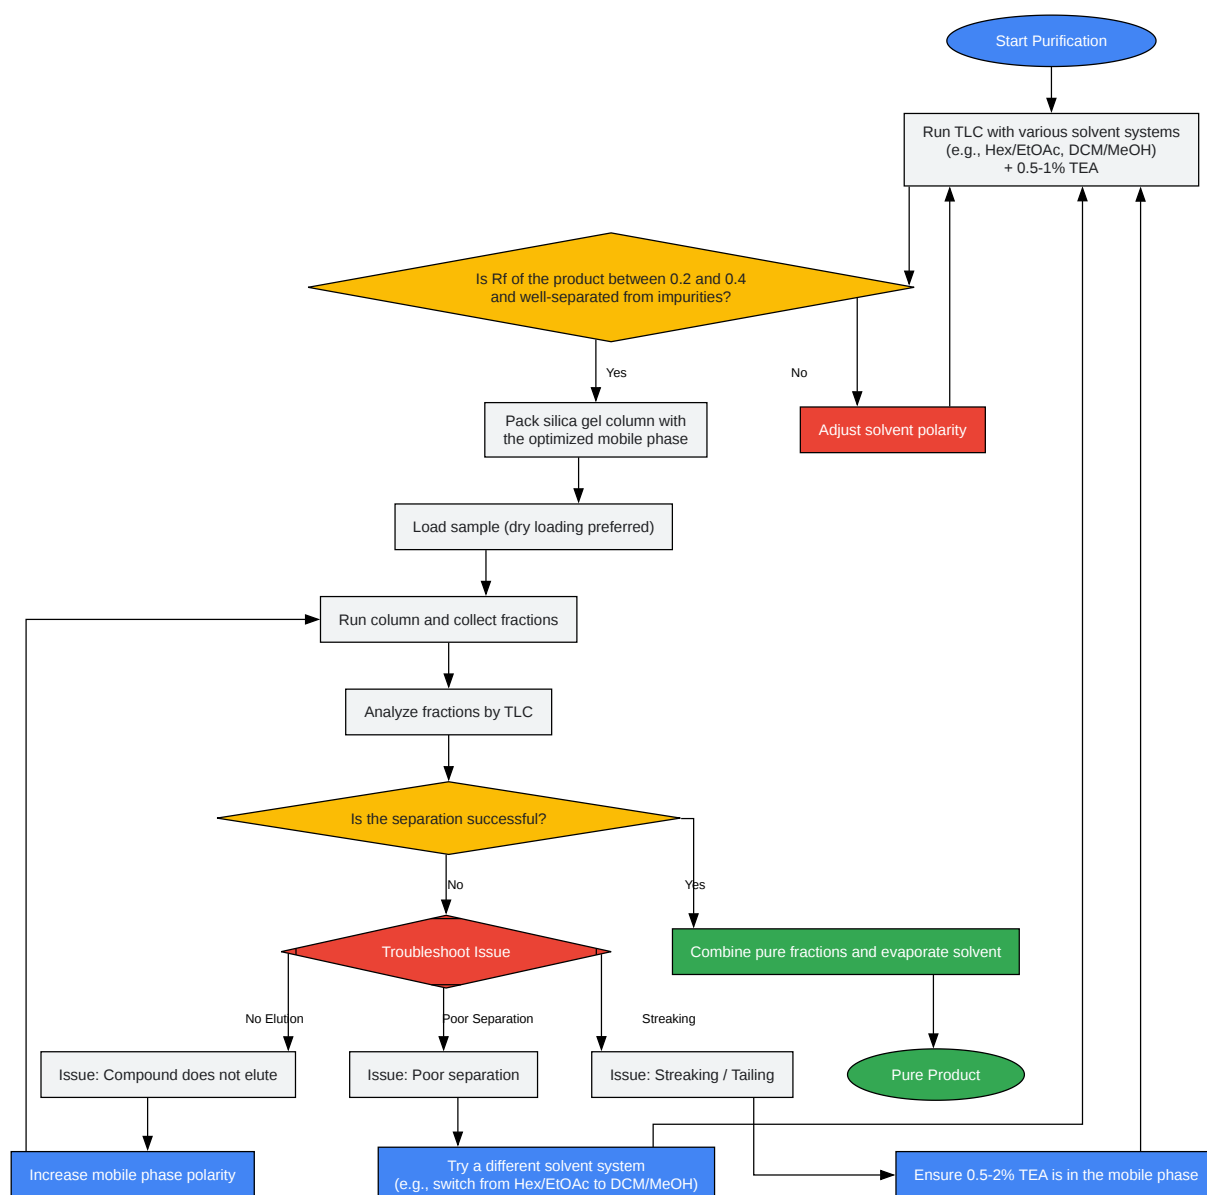 Start Purification
Run TLC with various solvent systems
(e.g., Hex/EtOAc, DCM/MeOH)
+ 0.5-1% TEA
Is Rf of the product between 0.2 and 0.4
and well-separated from impurities?
Yes
No
Pack silica gel column with
the optimized mobile phase
Adjust solvent polarity
Load sample (dry loading preferred)
Run column and collect fractions
Analyze fractions by TLC
Is the separation successful?
No
Yes
Troubleshoot Issue
Combine pure fractions and evaporate solvent
No Elution
Poor Separation
Streaking
Issue: Compound does not elute
Issue: Poor separation
Issue: Streaking / Tailing
Pure Product
Increase mobile phase polarity
Try a different solvent system
(e.g., switch from Hex/EtOAc to DCM/MeOH)
Ensure 0.5-2% TEA is in the mobile phase